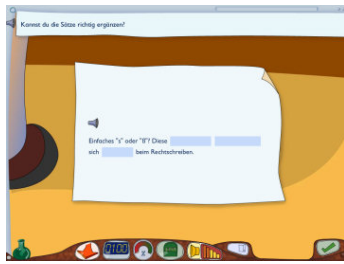 Kannst du die Sätze richtig ergänzen?
Einfaches "s" oder "ß"? Diese
sich beim Rechtschreiben.